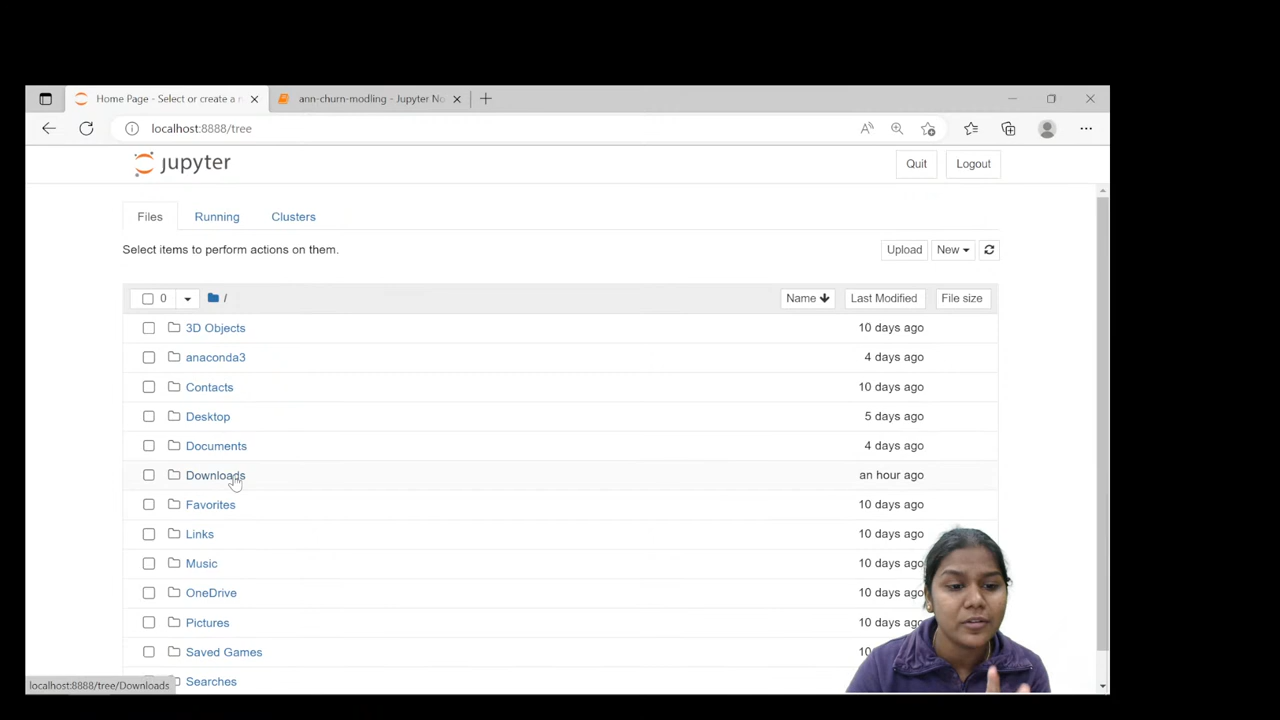 Home Page - Select or create a n
ann-churn-modling - Jupyter No
localhost:8888/tree
jupyter
Quit
Logout
Files
Running
Clusters
Select items to perform actions on them.
Upload
New
0
/
Name
Last Modified
File size
3D Objects
10 days ago
anaconda3
4 days ago
Contacts
10 days ago
Desktop
5 days ago
Documents
4 days ago
Downloads
an hour ago
Favorites
10 days ago
Links
10 days ago
Music
10 days ago
OneDrive
10 days ago
Pictures
10 days ago
Saved Games
10
Searches
localhost:8888/tree/Downloads